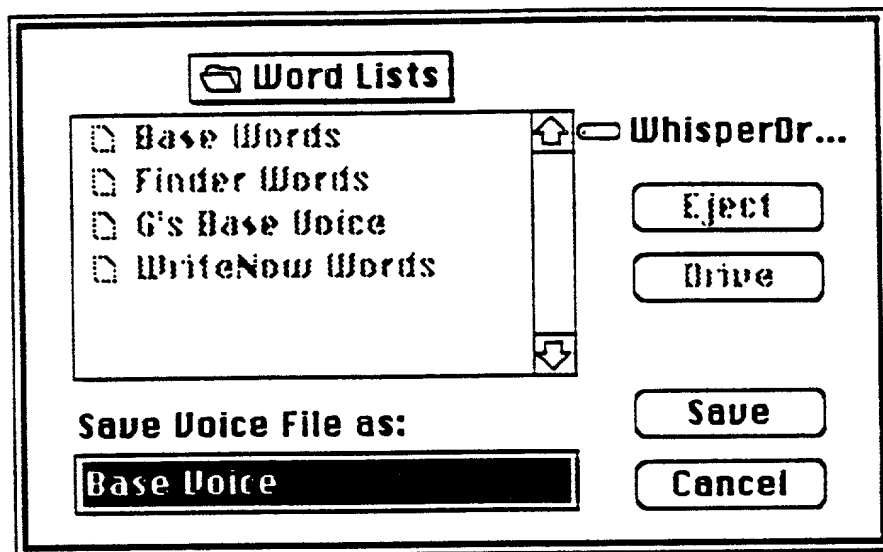 Word Lists
Base Words
Finder Words
G's Base Voice
WriteNow Words
WhisperDr...
Eject
Drive
Save Voice File as:
Base Voice
Save
Cancel